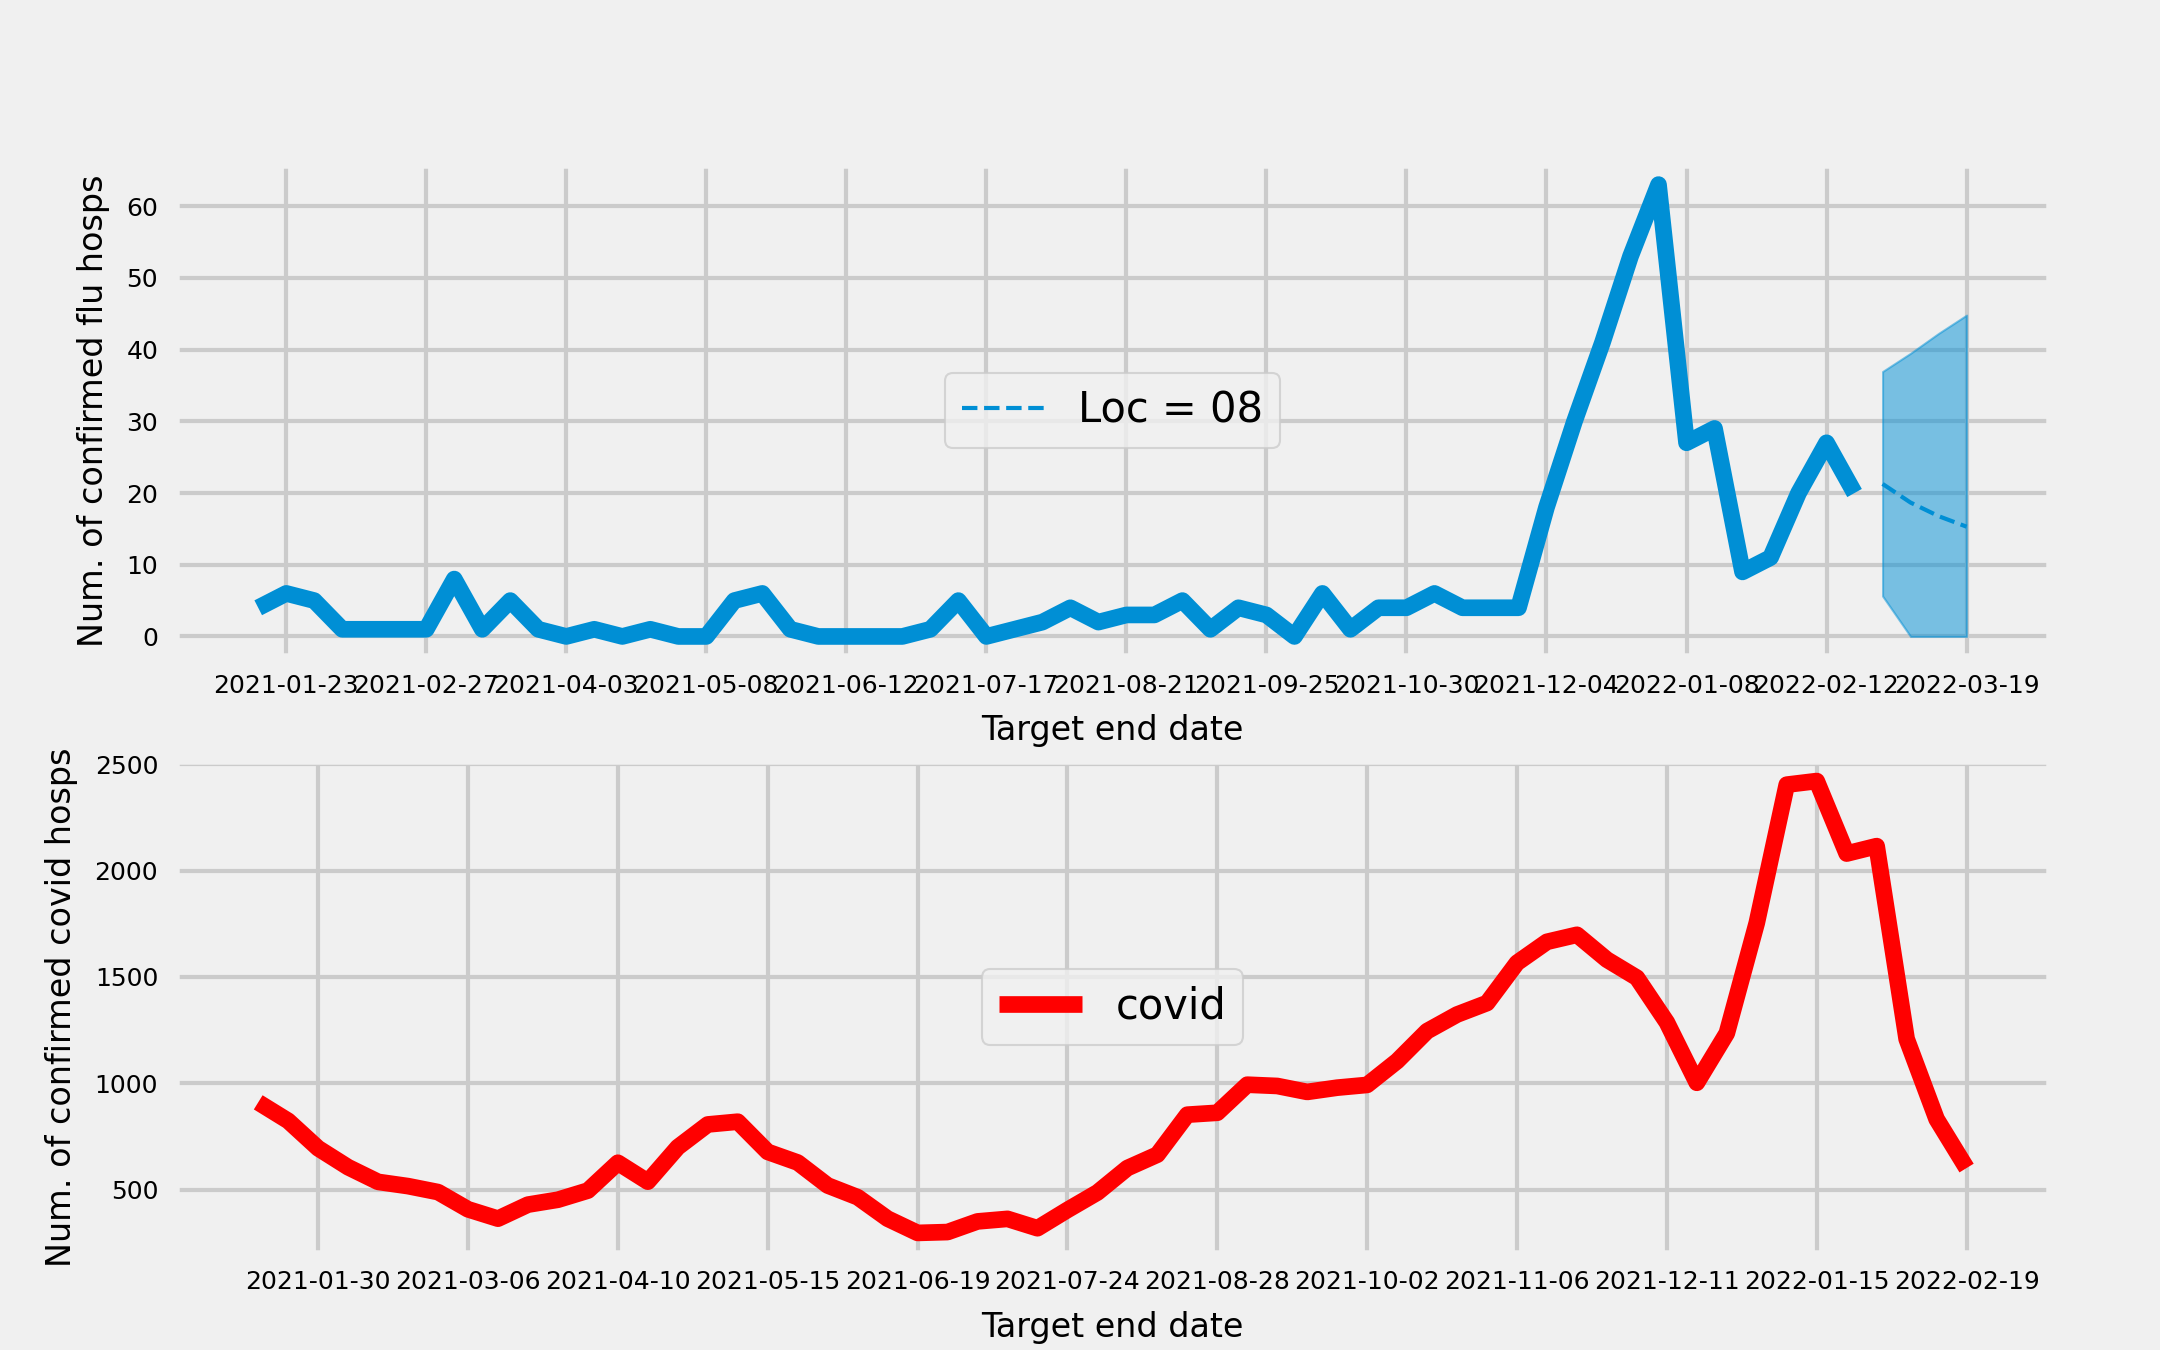 Num. of confirmed flu hosps
60
50
40
30
20
10
0
Loc = 08
2021-01-23 2021-02-27 2021-04-03 2021-05-08 2021-06-12 2021-07-17 2021-08-21 2021-09-25 2021-10-30 2021-12-04 2022-01-08 2022-02-12 2022-03-19
Target end date
Num. of confirmed covid hosps
2500
2000
1500
1000
500
covid
2021-01-30 2021-03-06 2021-04-10 2021-05-15 2021-06-19 2021-07-24 2021-08-28 2021-10-02 2021-11-06 2021-12-11 2022-01-15 2022-02-19
Target end date